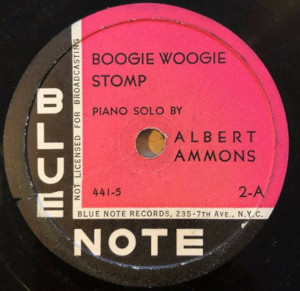 BOOGIE WOOGIE
STOMP
PIANO SOLO BY
ALBERT
AMMONS
441-5
2-A
NOT LICENSED FOR BROADCASTING
BLUE NOTE RECORDS, 235-7TH AVE., N.Y.C.
BLUE
NOTE